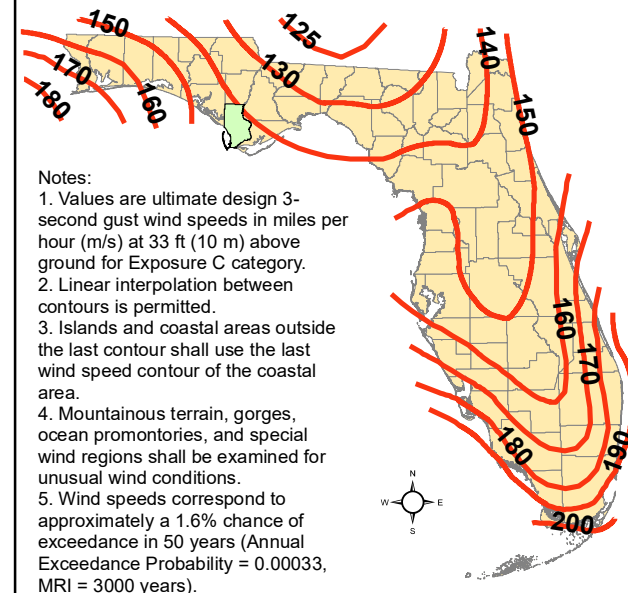 150
125
140
130
170
180
160
150
Notes:
1. Values are ultimate design 3-
second gust wind speeds in miles per
hour (m/s) at 33 ft (10 m) above
ground for Exposure C category.
2. Linear interpolation between
contours is permitted.
3. Islands and coastal areas outside
the last contour shall use the last
wind speed contour of the coastal
area.
4. Mountainous terrain, gorges,
ocean promontories, and special
wind regions shall be examined for
unusual wind conditions.
5. Wind speeds correspond to
approximately a 1.6% chance of
exceedance in 50 years (Annual
Exceedance Probability = 0.00033,
MRI = 3000 years).
160
170
180
190
200
N
W E
S